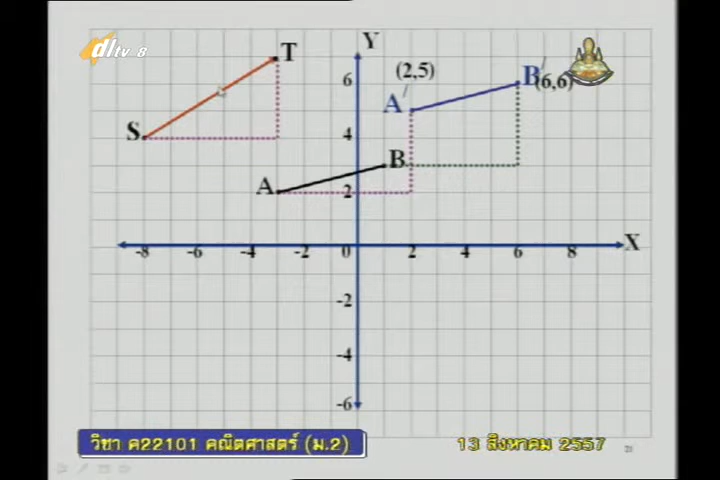 dltv 8
Y
T
(2,5)
B′
(6,6)
6
A′
S
4
B
A
2
X
-8 -6 -4 -2 0 2 4 6 8
-2
-4
-6
วิชา ค22101 คณิตศาสตร์ (ม.2)
13 สิงหาคม 2557